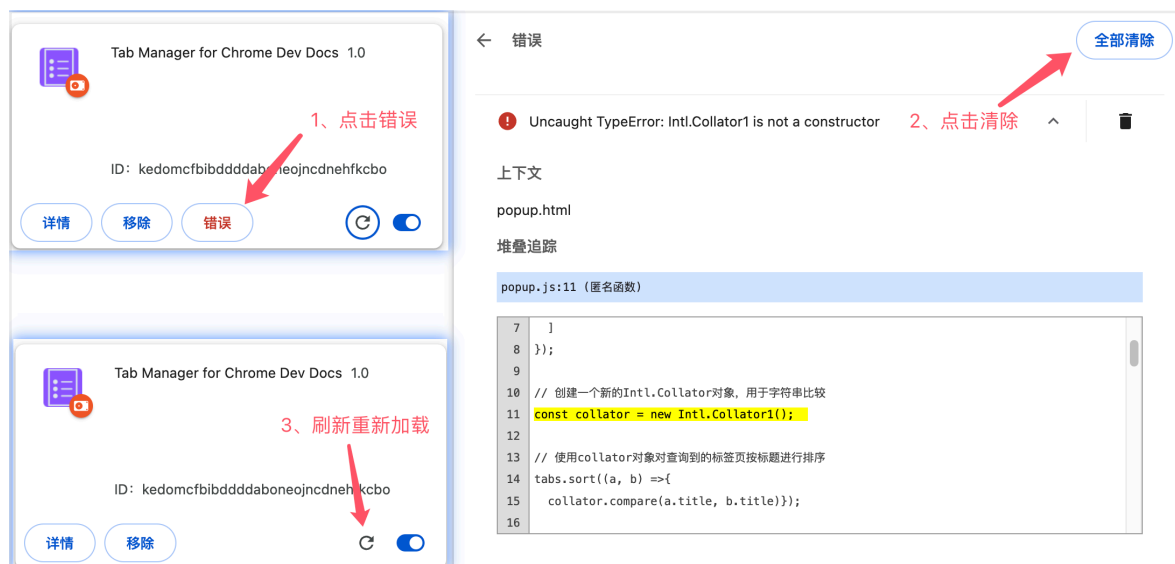 Tab Manager for Chrome Dev Docs 1.0
1、点击错误
ID：kedomcfbibddddaboneojncdnehfkcbo
详情
移除
错误
Tab Manager for Chrome Dev Docs 1.0
3、刷新重新加载
ID：kedomcfbibddddaboneojncdnehfkcbo
详情
移除
错误
全部清除
Uncaught TypeError: Intl.Collator1 is not a constructor
2、点击清除
上下文
popup.html
堆叠追踪
popup.js:11 (匿名函数)
7 ]
8 });
9
10 // 创建一个新的Intl.Collator对象，用于字符串比较
11 const collator = new Intl.Collator1();
12
13 // 使用collator对象对查询到的标签页按标题进行排序
14 tabs.sort((a, b) =>{
15 collator.compare(a.title, b.title)});
16